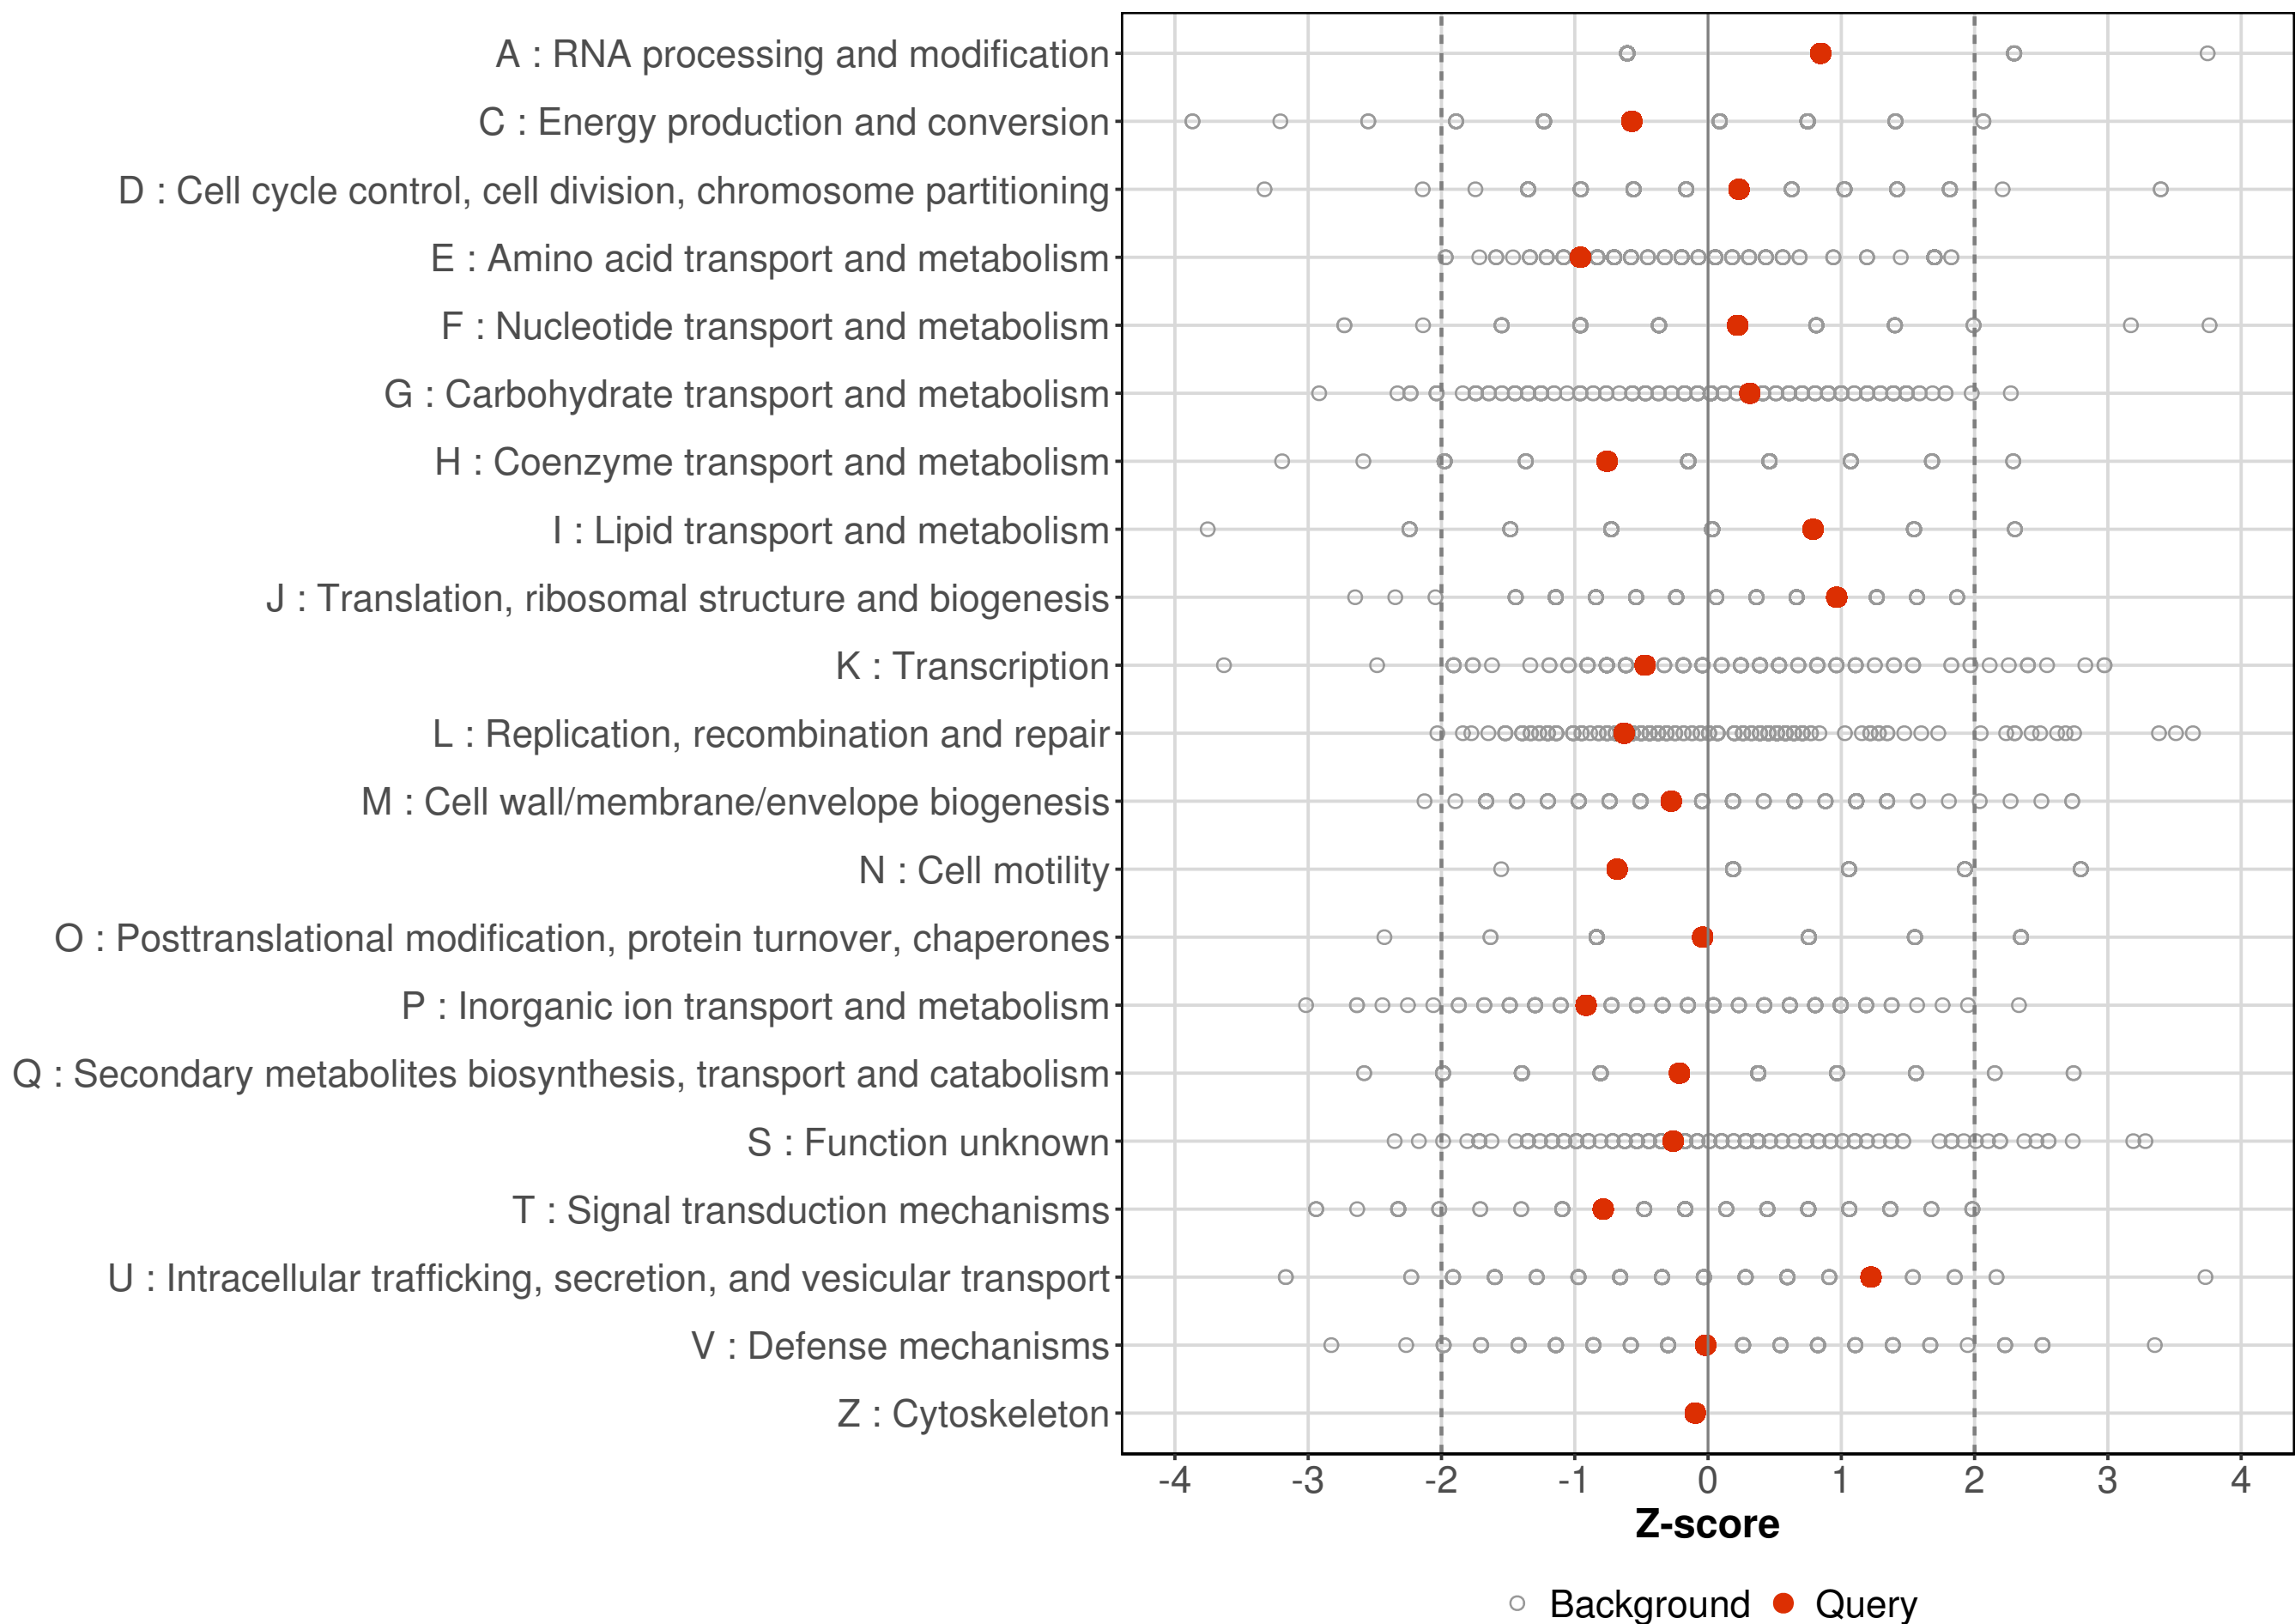 A : RNA processing and modification
C : Energy production and conversion
D : Cell cycle control, cell division, chromosome partitioning
E : Amino acid transport and metabolism
F : Nucleotide transport and metabolism
G : Carbohydrate transport and metabolism
H : Coenzyme transport and metabolism
I : Lipid transport and metabolism
J : Translation, ribosomal structure and biogenesis
K : Transcription
L : Replication, recombination and repair
M : Cell wall/membrane/envelope biogenesis
N : Cell motility
O : Posttranslational modification, protein turnover, chaperones
P : Inorganic ion transport and metabolism
Q : Secondary metabolites biosynthesis, transport and catabolism
S : Function unknown
T : Signal transduction mechanisms
U : Intracellular trafficking, secretion, and vesicular transport
V : Defense mechanisms
Z : Cytoskeleton
-4 -3 -2 -1 0 1 2 3 4
Z-score
Background Query